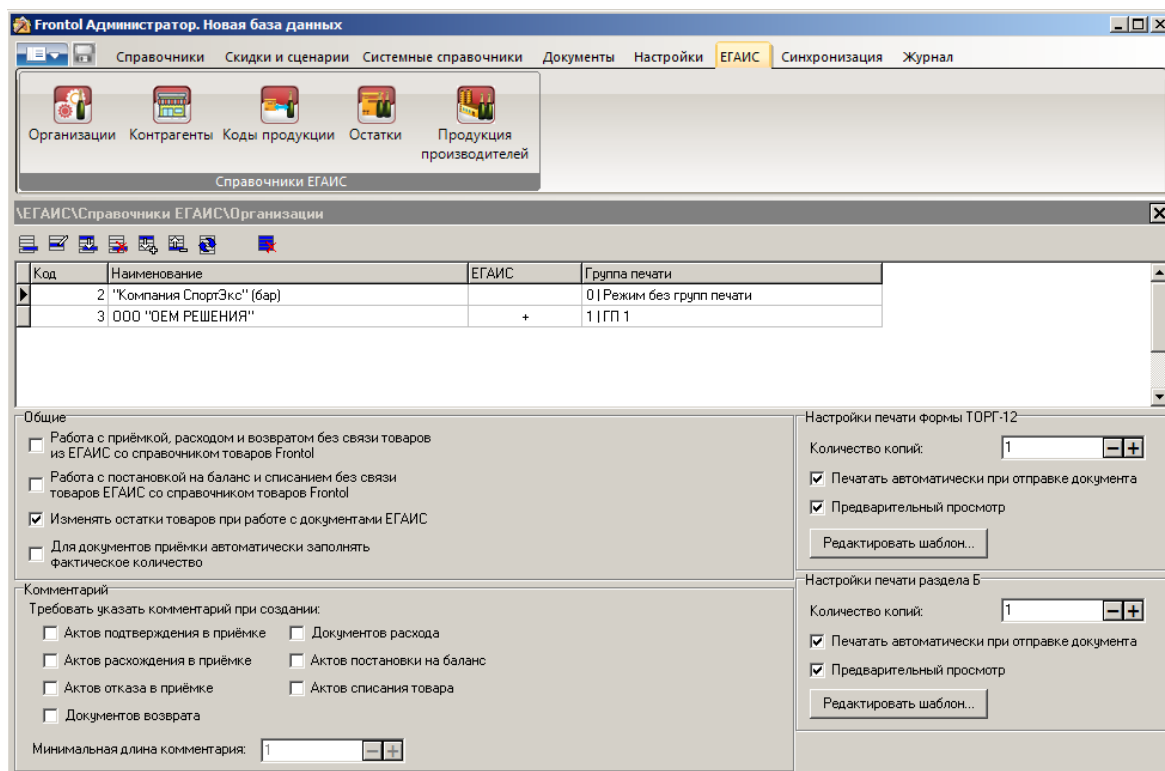 Frontol Администратор. Новая база данных
Справочники Скидки и сценарии Системные справочники Документы Настройки ЕГАИС Синхронизация Журнал
Организации Контрагенты Коды продукции Остатки Продукция
производителей
Справочники ЕГАИС
\ЕГАИС\Справочники ЕГАИС\Организации
Код Наименование ЕГАИС Группа печати
2 "Компания СпортЭкс" (бар) 0 | Режим без групп печати
3 ООО "ОЕМ РЕШЕНИЯ" + 1 | ГП 1
Общие
Работа с приёмкой, расходом и возвратом без связи товаров
из ЕГАИС со справочником товаров Frontol
Работа с постановкой на баланс и списанием без связи
товаров ЕГАИС со справочником товаров Frontol
Изменять остатки товаров при работе с документами ЕГАИС
Для документов приёмки автоматически заполнять
фактическое количество
Настройки печати формы ТОРГ-12
Количество копий: 1
Печатать автоматически при отправке документа
Предварительный просмотр
Редактировать шаблон...
Комментарий
Требовать указать комментарий при создании:
Актов подтверждения в приёмке Документов расхода
Актов расхождения в приёмке Актов постановки на баланс
Актов отказа в приёмке Актов списания товара
Документов возврата
Минимальная длина комментария: 1
Настройки печати раздела Б
Количество копий: 1
Печатать автоматически при отправке документа
Предварительный просмотр
Редактировать шаблон...